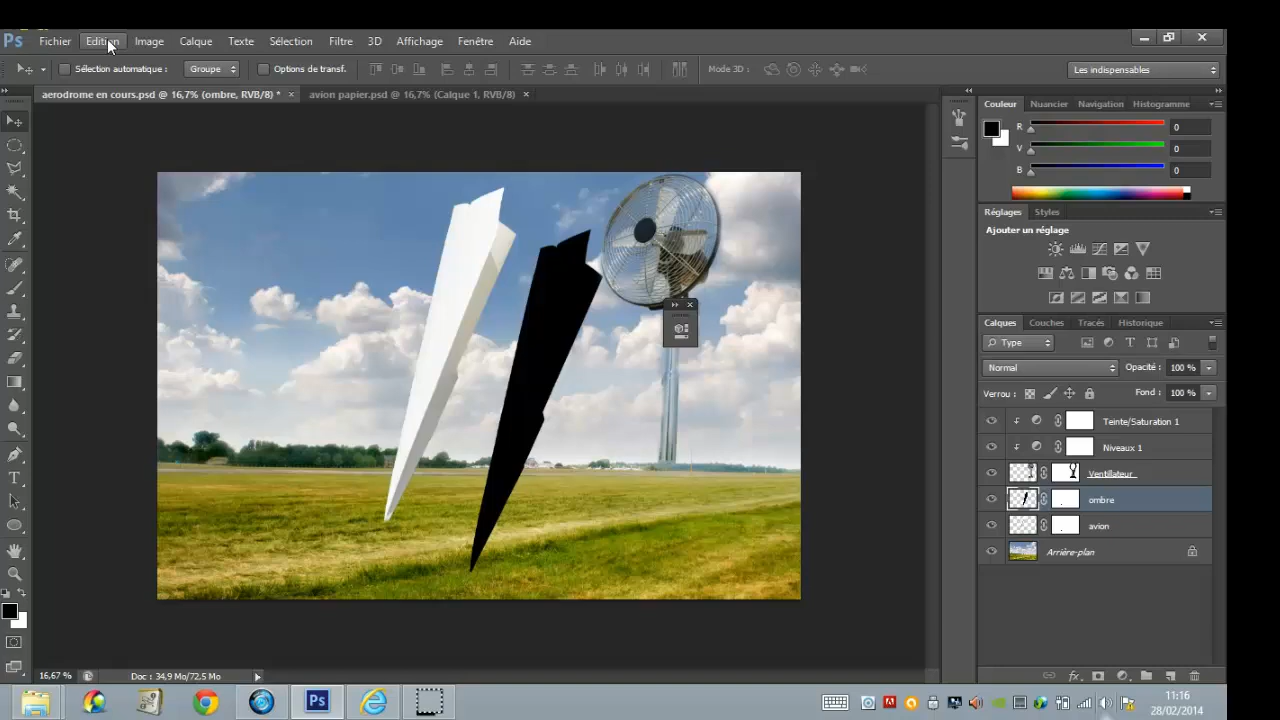 Ps Fichier Edition Image Calque Texte Sélection Filtre 3D Affichage Fenêtre Aide
Sélection automatique : Groupe Options de transf. Mode 3D : Les indispensables
aerodrome en cours.psd @ 16,7% (ombre, RVB/8) * × avion papier.psd @ 16,7% (Calque 1, RVB/8) ×
Couleur Nuancier Navigation Histogramme
R 0
V 0
B 0
Réglages Styles
Ajouter un réglage
Calques Couches Tracés Historique
Type
Normal Opacité : 100 %
Verrou : Fond : 100 %
Teinte/Saturation 1
Niveaux 1
Ventillateur
ombre
avion
Arrière-plan
16,67 % Doc : 34,9 Mo/72,5 Mo
Ps
11:16
28/02/2014